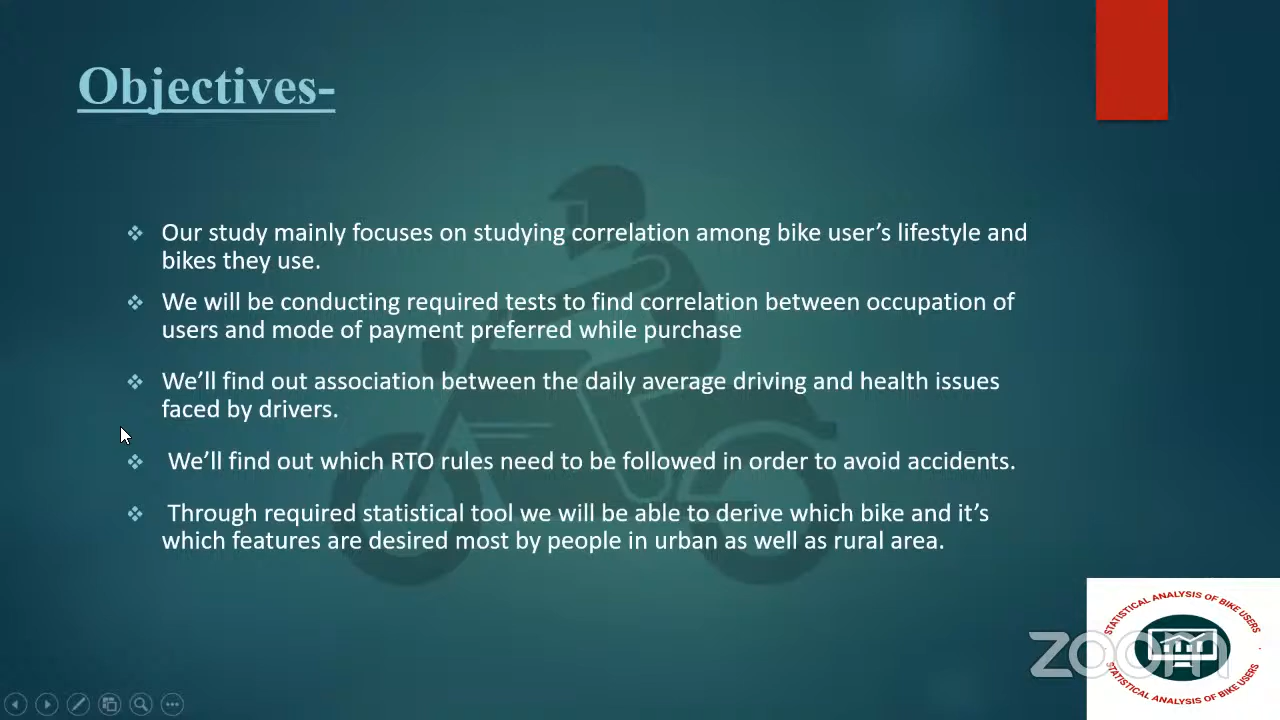 Objectives-
Our study mainly focuses on studying correlation among bike user's lifestyle and
bikes they use.
We will be conducting required tests to find correlation between occupation of
users and mode of payment preferred while purchase
We'll find out association between the daily average driving and health issues
faced by drivers.
We'll find out which RTO rules need to be followed in order to avoid accidents.
Through required statistical tool we will be able to derive which bike and it's
which features are desired most by people in urban as well as rural area.
STATISTICAL ANALYSIS OF BIKE USERS
zoom
STATISTICAL ANALYSIS OF BIKE USERS